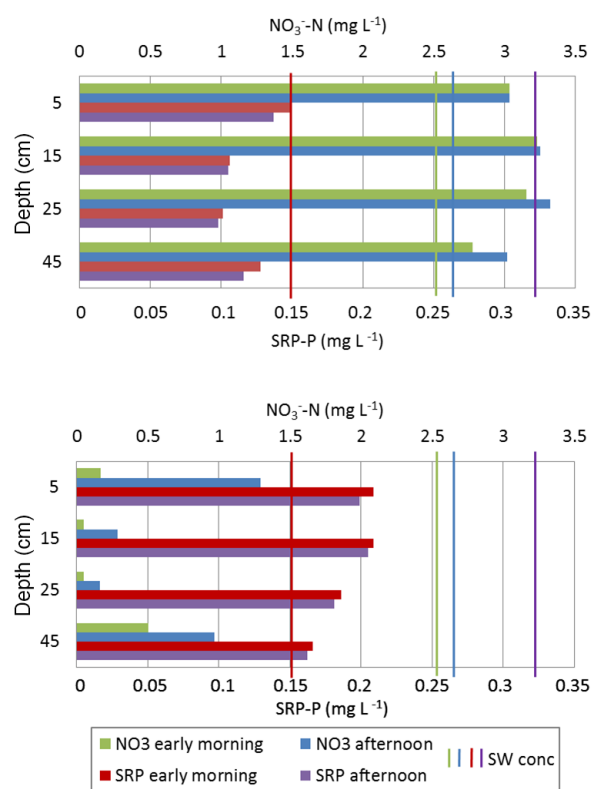 NO3⁻-N (mg L⁻¹)
0 0.5 1 1.5 2 2.5 3 3.5
Depth (cm)
5
15
25
45
0 0.05 0.1 0.15 0.2 0.25 0.3 0.35
SRP-P (mg L ⁻¹)
NO3⁻-N (mg L⁻¹)
0 0.5 1 1.5 2 2.5 3 3.5
Depth (cm)
5
15
25
45
0 0.05 0.1 0.15 0.2 0.25 0.3 0.35
SRP-P (mg L ⁻¹)
NO3 early morning NO3 afternoon
SW conc
SRP early morning SRP afternoon